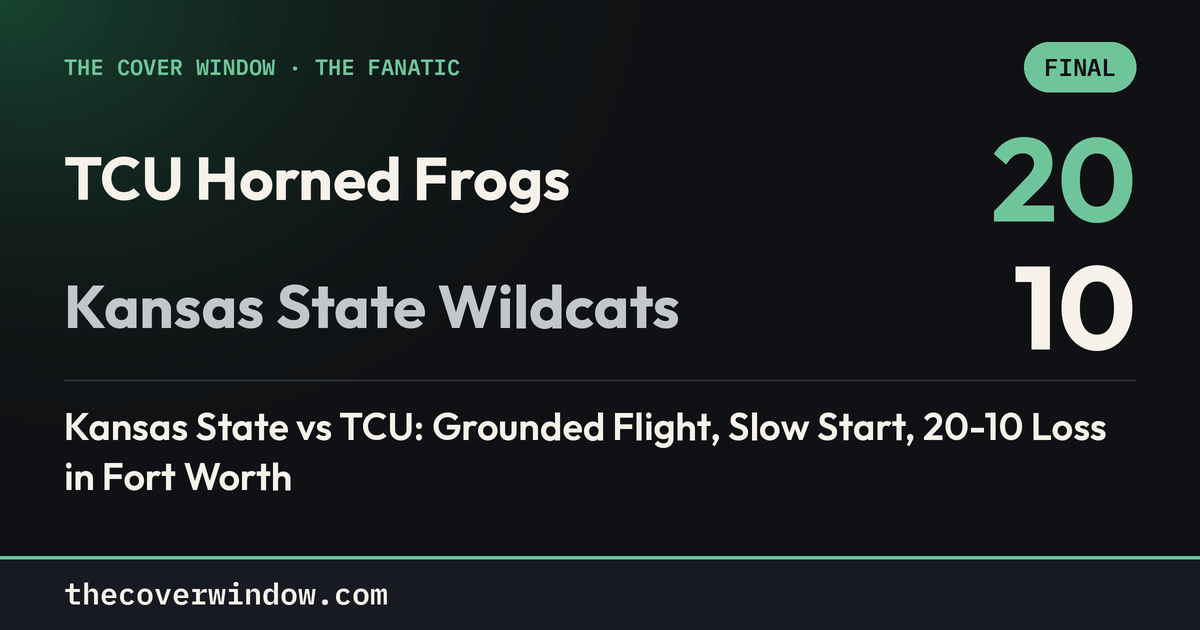 THE COVER WINDOW · THE FANATIC
FINAL
TCU Horned Frogs
20
Kansas State Wildcats
10
Kansas State vs TCU: Grounded Flight, Slow Start, 20-10 Loss
in Fort Worth
thecoverwindow.com